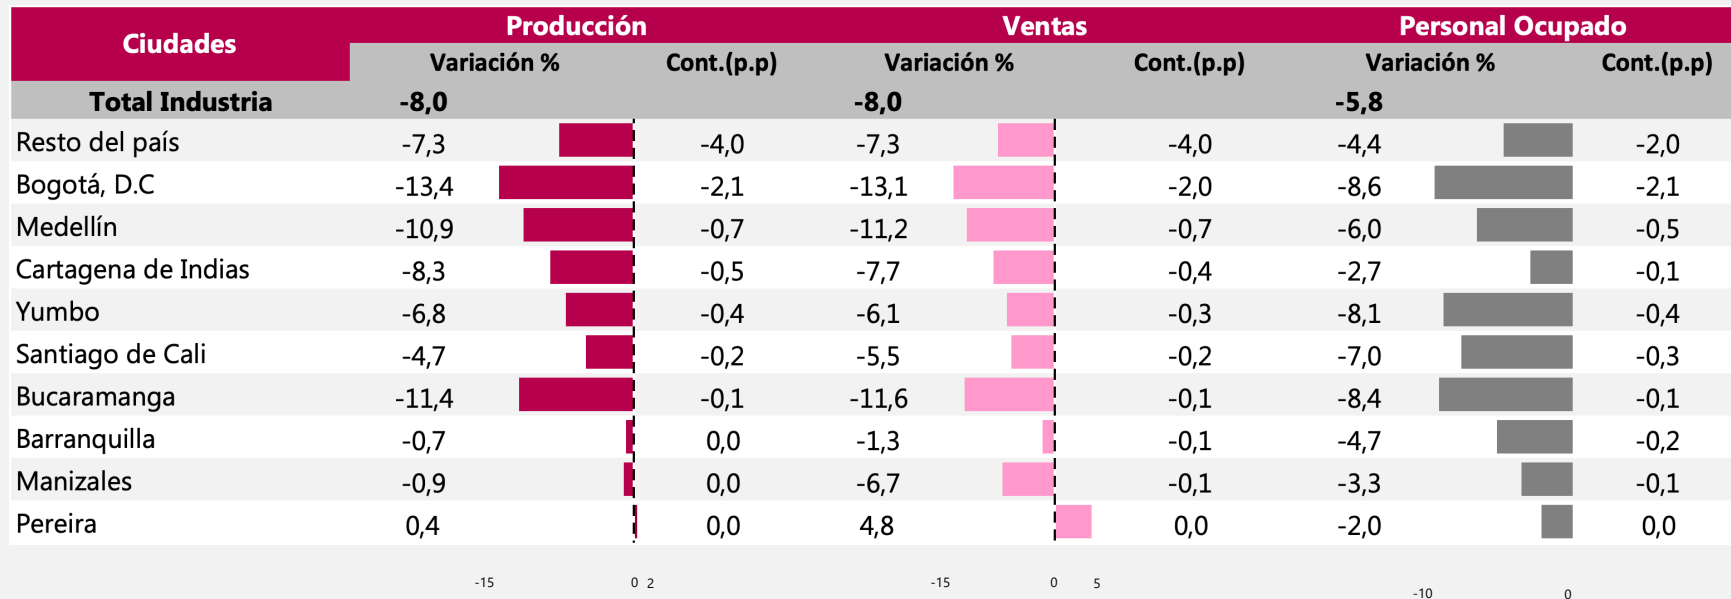 Ciudades Producción Ventas Personal Ocupado
Variación % Cont.(p.p) Variación % Cont.(p.p) Variación % Cont.(p.p)
Total Industria -8,0 -8,0 -5,8
Resto del país -7,3 -4,0 -7,3 -4,0 -4,4 -2,0
Bogotá, D.C -13,4 -2,1 -13,1 -2,0 -8,6 -2,1
Medellín -10,9 -0,7 -11,2 -0,7 -6,0 -0,5
Cartagena de Indias -8,3 -0,5 -7,7 -0,4 -2,7 -0,1
Yumbo -6,8 -0,4 -6,1 -0,3 -8,1 -0,4
Santiago de Cali -4,7 -0,2 -5,5 -0,2 -7,0 -0,3
Bucaramanga -11,4 -0,1 -11,6 -0,1 -8,4 -0,1
Barranquilla -0,7 0,0 -1,3 -0,1 -4,7 -0,2
Manizales -0,9 0,0 -6,7 -0,1 -3,3 -0,1
Pereira 0,4 0,0 4,8 0,0 -2,0 0,0
-15 0 2 -15 0 5 -10 0